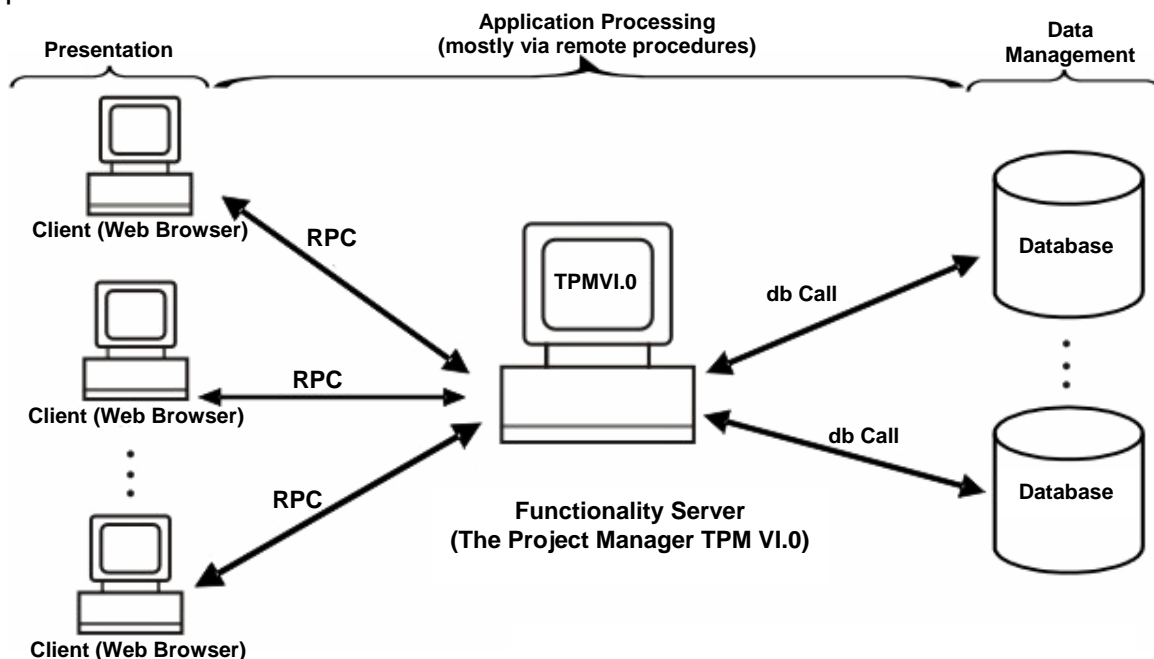 Presentation
Application Processing
(mostly via remote procedures)
Data
Management
Client (Web Browser)
RPC
Client (Web Browser)
RPC
Client (Web Browser)
RPC
TPMVI.0
Functionality Server
(The Project Manager TPM VI.0)
db Call
db Call
Database
Database